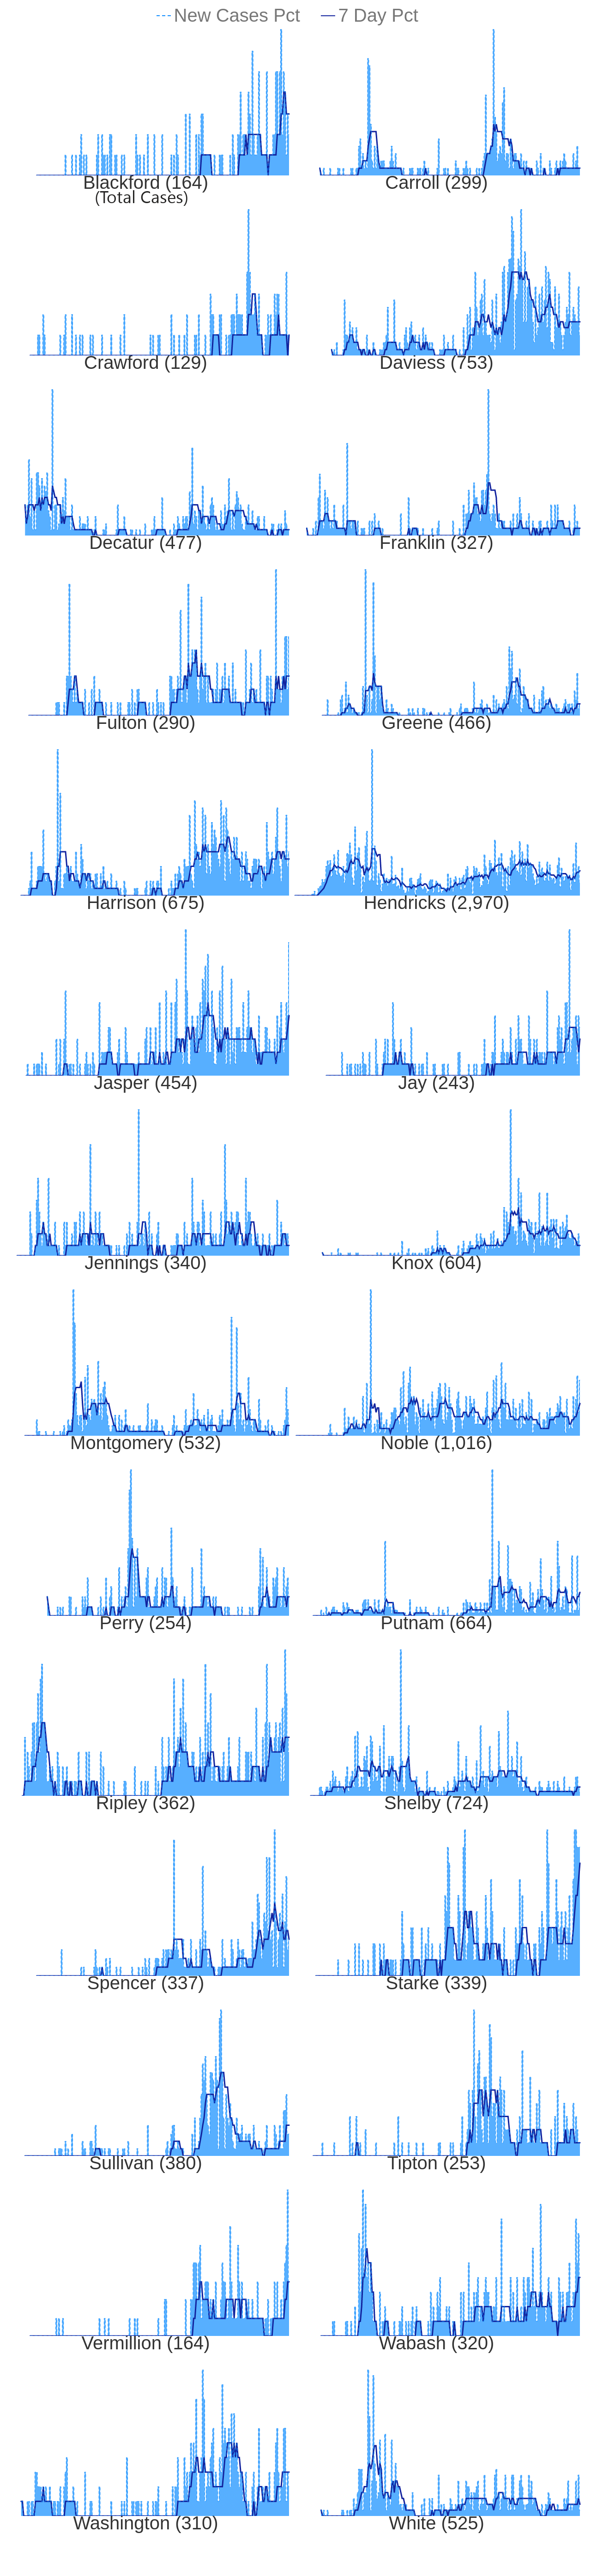 New Cases Pct 7 Day Pct
Blackford (164) Carroll (299)
(Total Cases)
Crawford (129) Daviess (753)
Decatur (477) Franklin (327)
Fulton (290) Greene (466)
Harrison (675) Hendricks (2,970)
Jasper (454) Jay (243)
Jennings (340) Knox (604)
Montgomery (532) Noble (1,016)
Perry (254) Putnam (664)
Ripley (362) Shelby (724)
Spencer (337) Starke (339)
Sullivan (380) Tipton (253)
Vermillion (164) Wabash (320)
Washington (310) White (525)